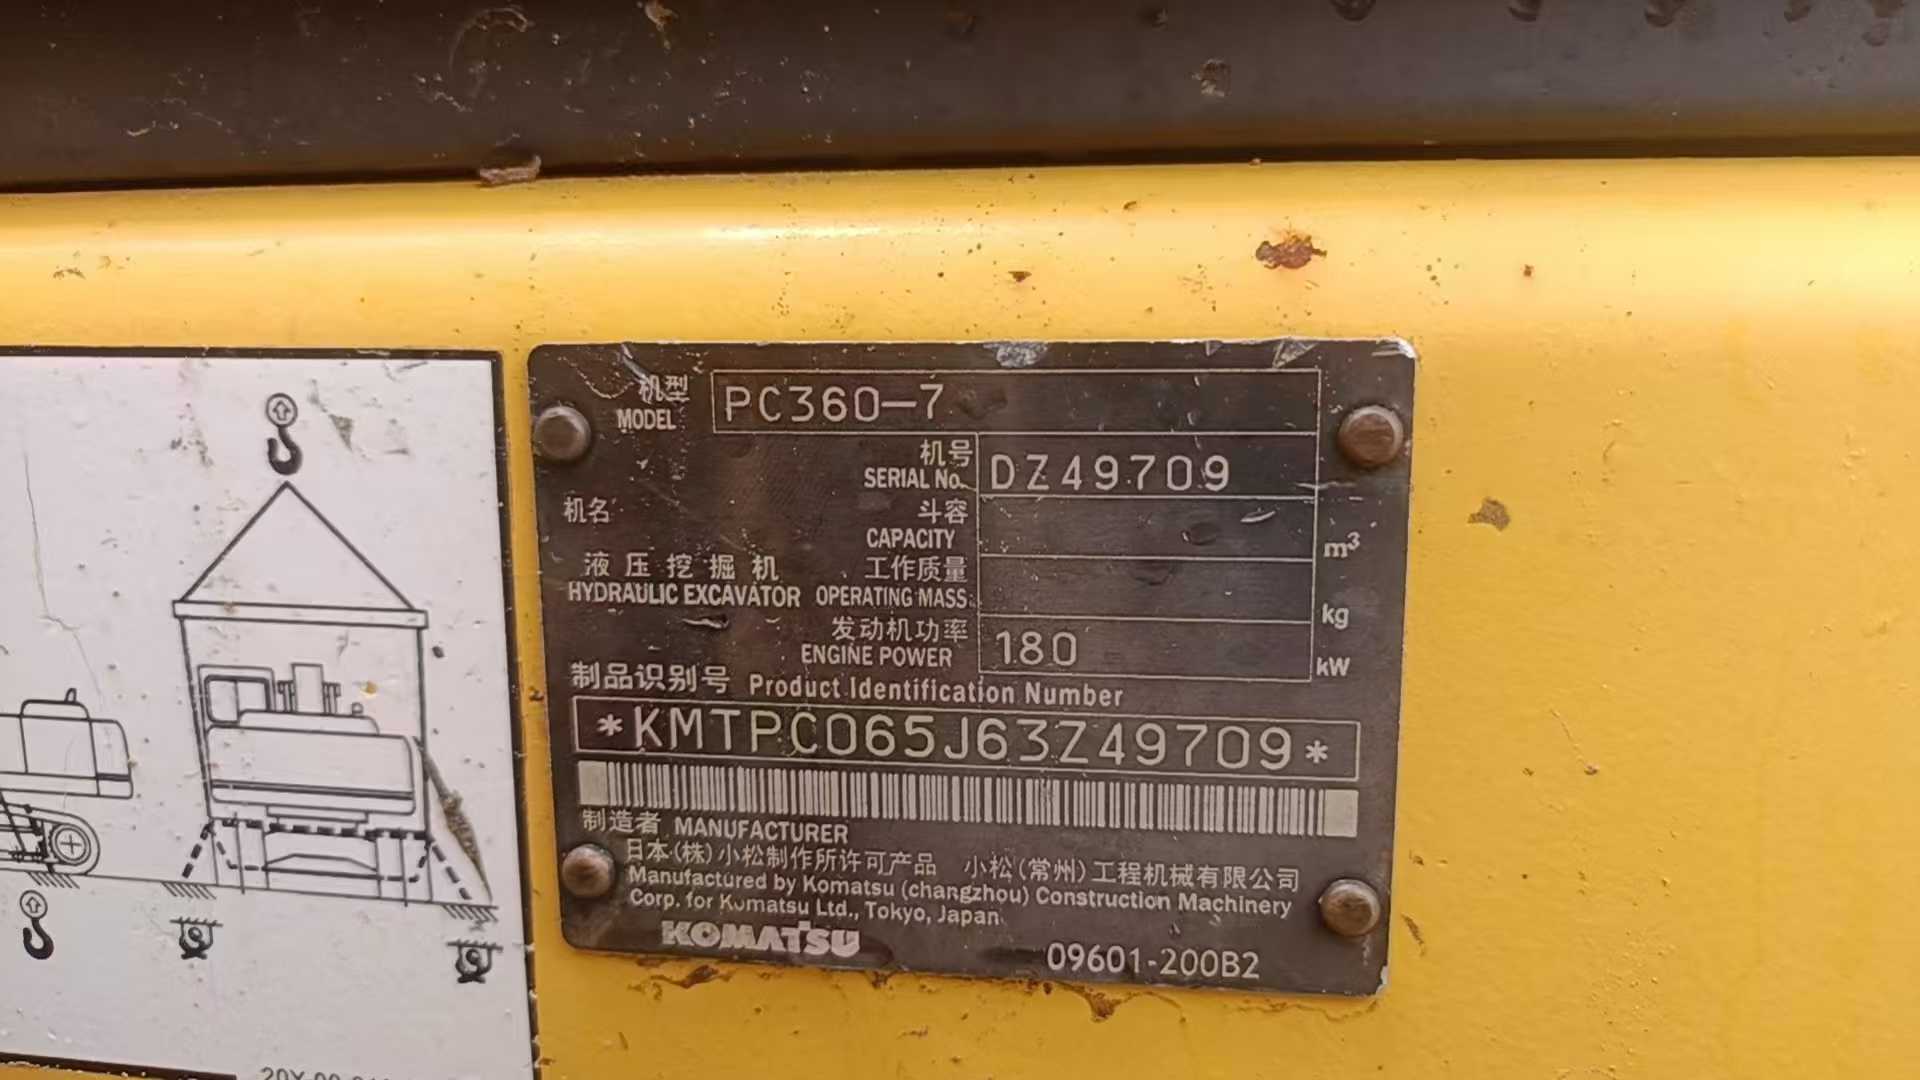 机型
MODEL
PC360-7
机号
SERIAL No.
DZ49709
机名
斗容
CAPACITY
m³
液压挖掘机
HYDRAULIC EXCAVATOR
工作质量
OPERATING MASS
kg
发动机功率
ENGINE POWER
180
kW
制品识别号 Product Identification Number
*KMTPC065J63Z49709*
制造者 MANUFACTURER
日本(株)小松制作所许可产品 小松(常州)工程机械有限公司
Manufactured by Komatsu (changzhou) Construction Machinery
Corp. for Komatsu Ltd., Tokyo, Japan
KOMATSU
09601-200B2